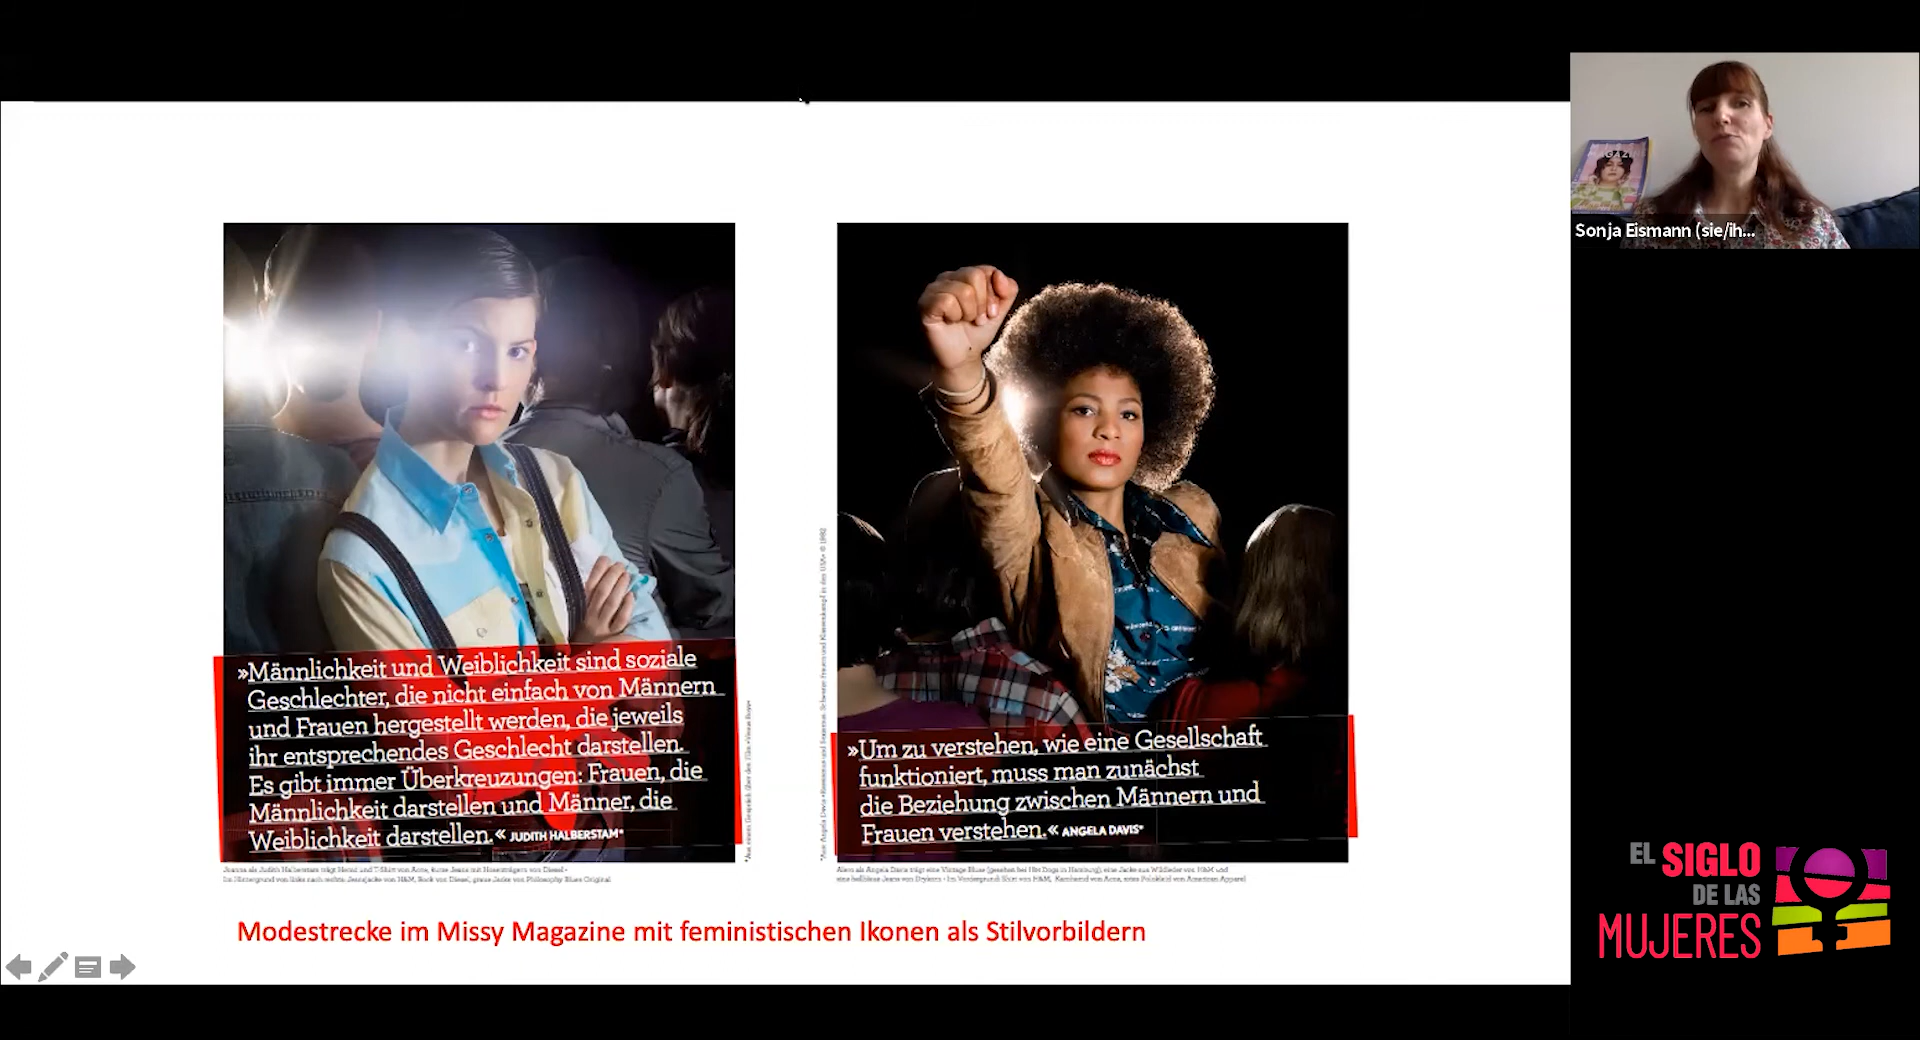 »Männlichkeit und Weiblichkeit sind soziale
Geschlechter, die nicht einfach von Männern
und Frauen hergestellt werden, die jeweils
ihr entsprechendes Geschlecht darstellen.
Es gibt immer Überkreuzungen: Frauen, die
Männlichkeit darstellen und Männer, die
Weiblichkeit darstellen.« JUDITH HALBERSTAM*
»Um zu verstehen, wie eine Gesellschaft
funktioniert, muss man zunächst
die Beziehung zwischen Männern und
Frauen verstehen.« ANGELA DAVIS*
Modestrecke im Missy Magazine mit feministischen Ikonen als Stilvorbildern
Sonja Eismann (sie/ih...
EL SIGLO
DE LAS
MUJERES